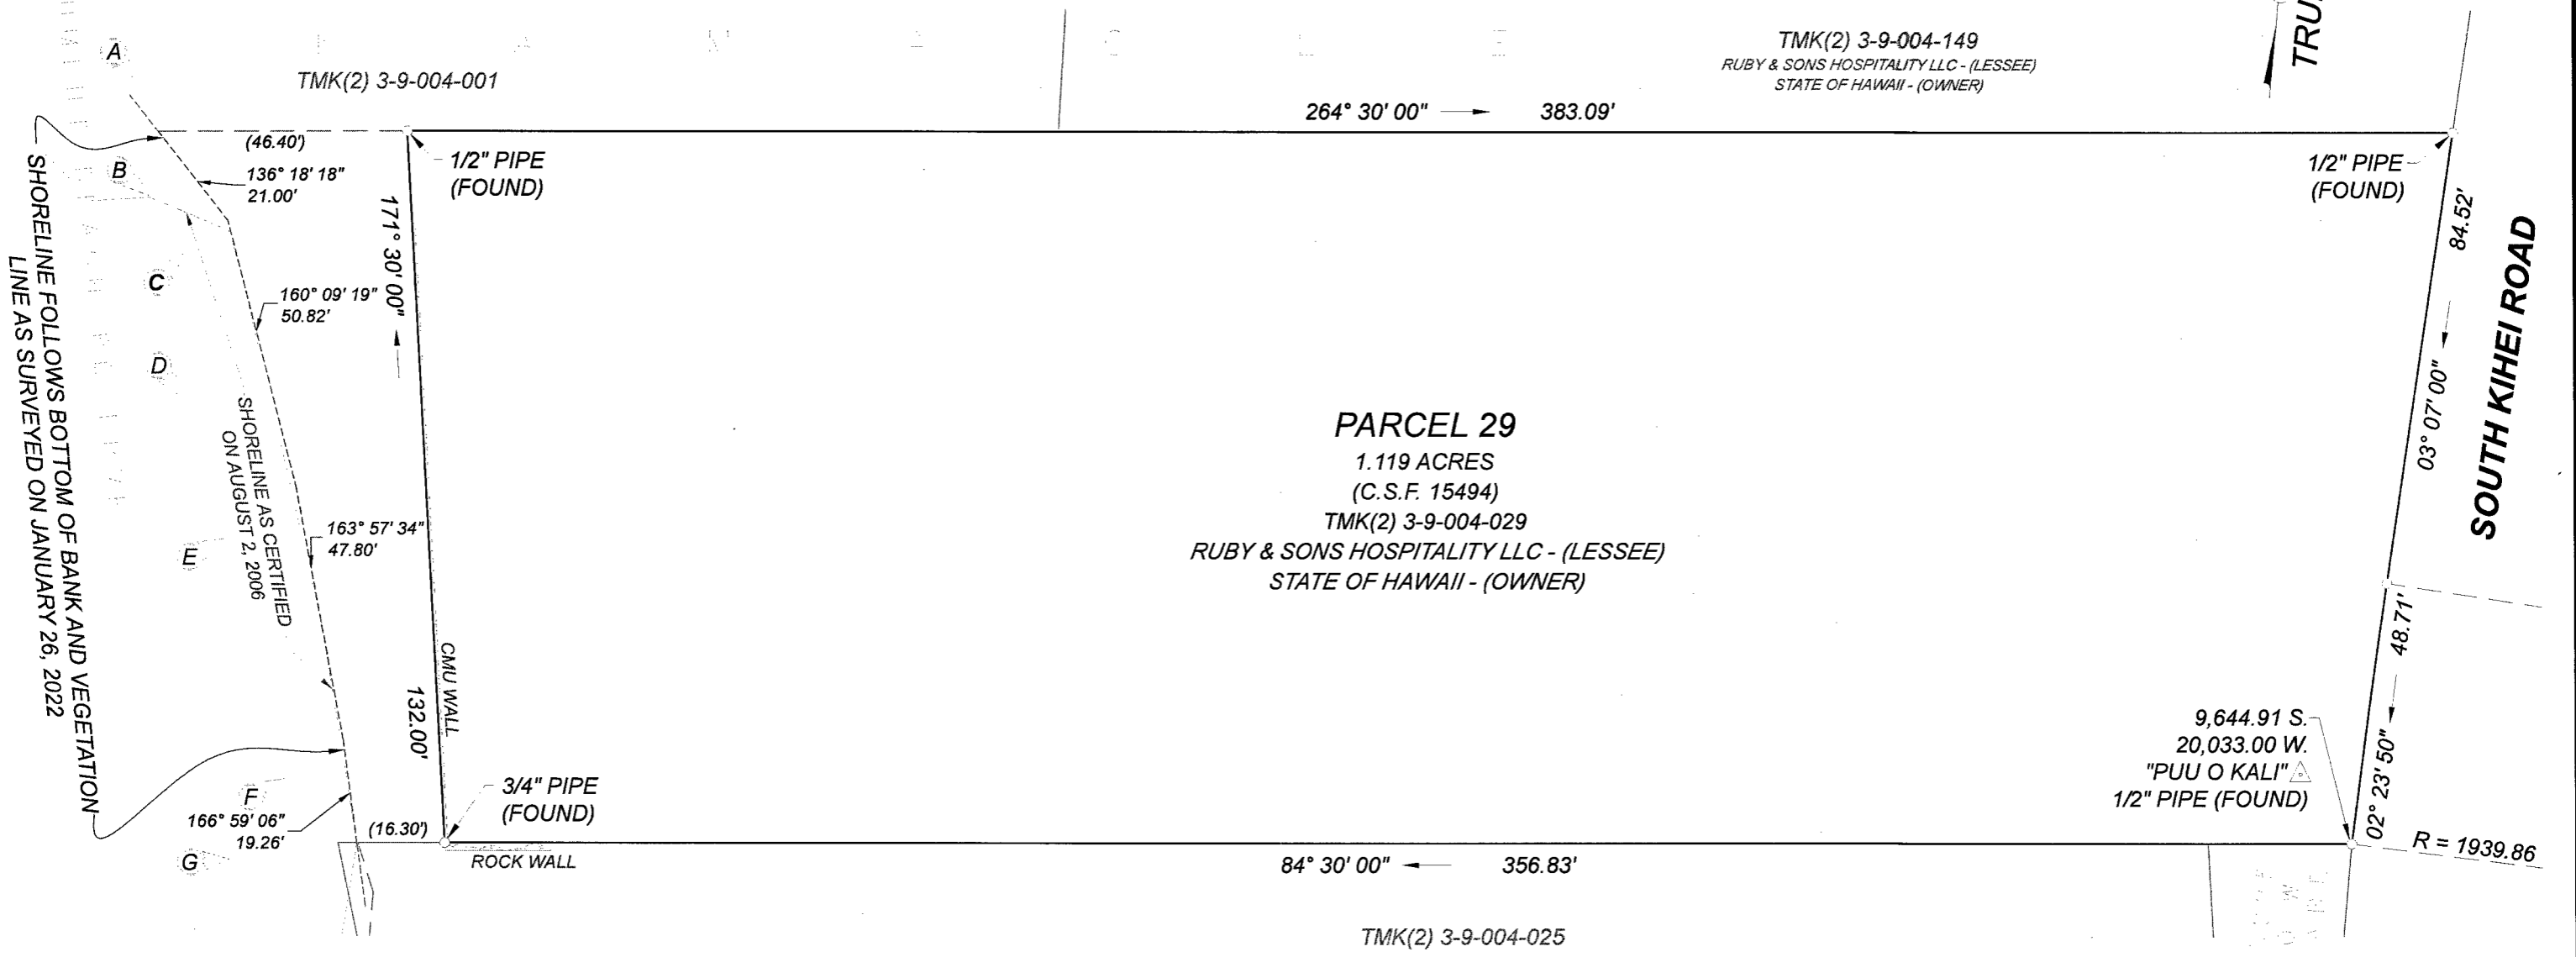 A
TMK(2) 3-9-004-001
TMK(2) 3-9-004-149
RUBY & SONS HOSPITALITY LLC - (LESSEE)
STATE OF HAWAII - (OWNER)
264° 30' 00" 383.09'
(46.40')
1/2" PIPE
(FOUND)
1/2" PIPE
(FOUND)
B
136° 18' 18"
21.00'
171° 30' 00"
132.00'
84.52'
03° 07' 00"
SOUTH KIHEI ROAD
C
160° 09' 19"
50.82'
D
SHORELINE FOLLOWS BOTTOM OF BANK AND VEGETATION
LINE AS SURVEYED ON JANUARY 26, 2022
SHORELINE AS CERTIFIED
ON AUGUST 2, 2006
PARCEL 29
1.119 ACRES
(C.S.F. 15494)
TMK(2) 3-9-004-029
RUBY & SONS HOSPITALITY LLC - (LESSEE)
STATE OF HAWAII - (OWNER)
E
163° 57' 34"
47.80'
CMU WALL
48.71'
02° 23' 50"
9,644.91 S.
20,033.00 W.
"PUU O KALI"
1/2" PIPE (FOUND)
F
166° 59' 06"
19.26'
(16.30')
3/4" PIPE
(FOUND)
G
ROCK WALL
84° 30' 00" 356.83'
R = 1939.86
TMK(2) 3-9-004-025